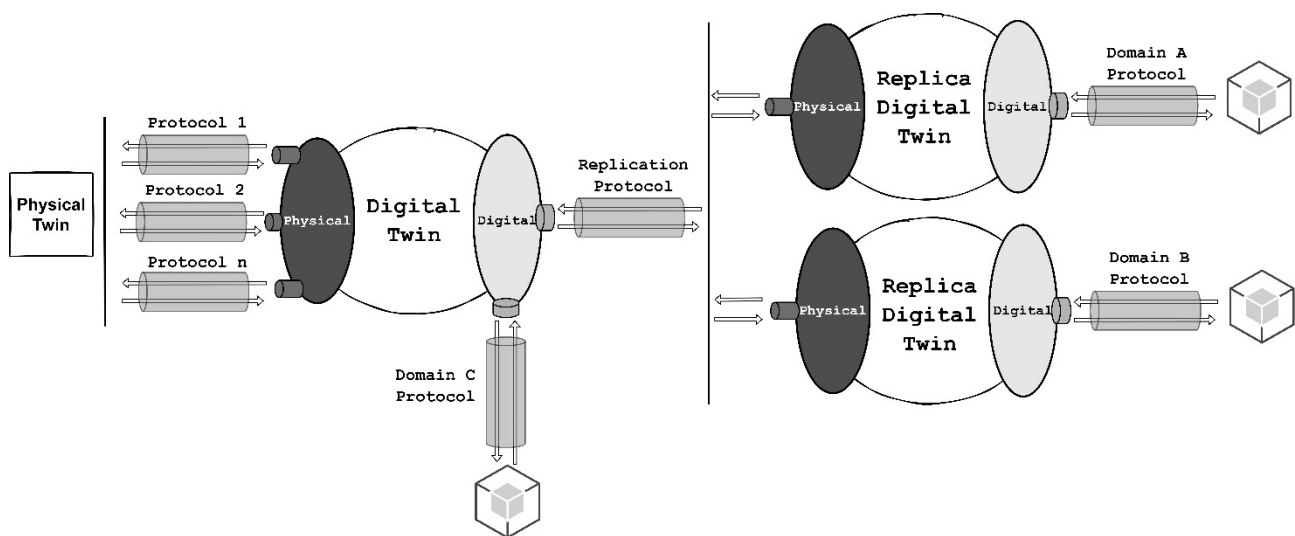 Physical
Twin
Protocol 1
Protocol 2
Protocol n
Physical
Digital
Twin
Digital
Replication
Protocol
Domain C
Protocol
Physical
Replica
Digital
Twin
Digital
Domain A
Protocol
Physical
Replica
Digital
Twin
Digital
Domain B
Protocol